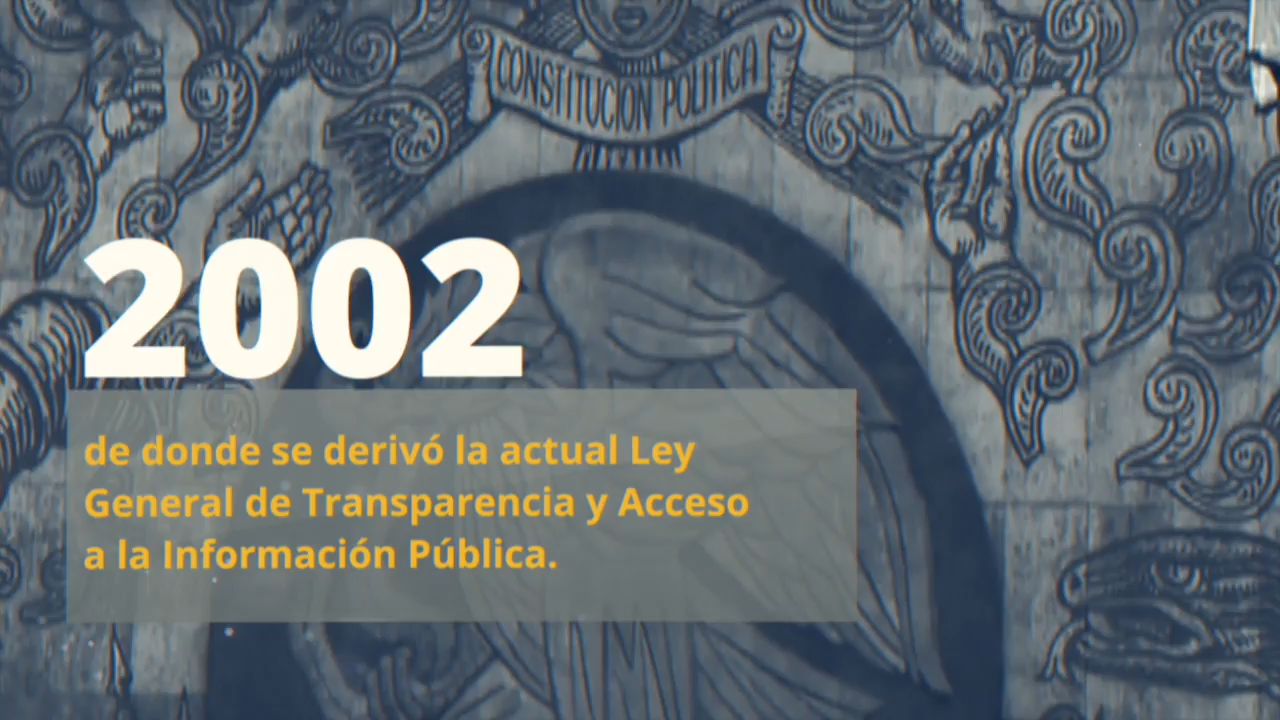 CONSTITUCION POLITICA
2002
de donde se derivó la actual Ley
General de Transparencia y Acceso
a la Información Pública.